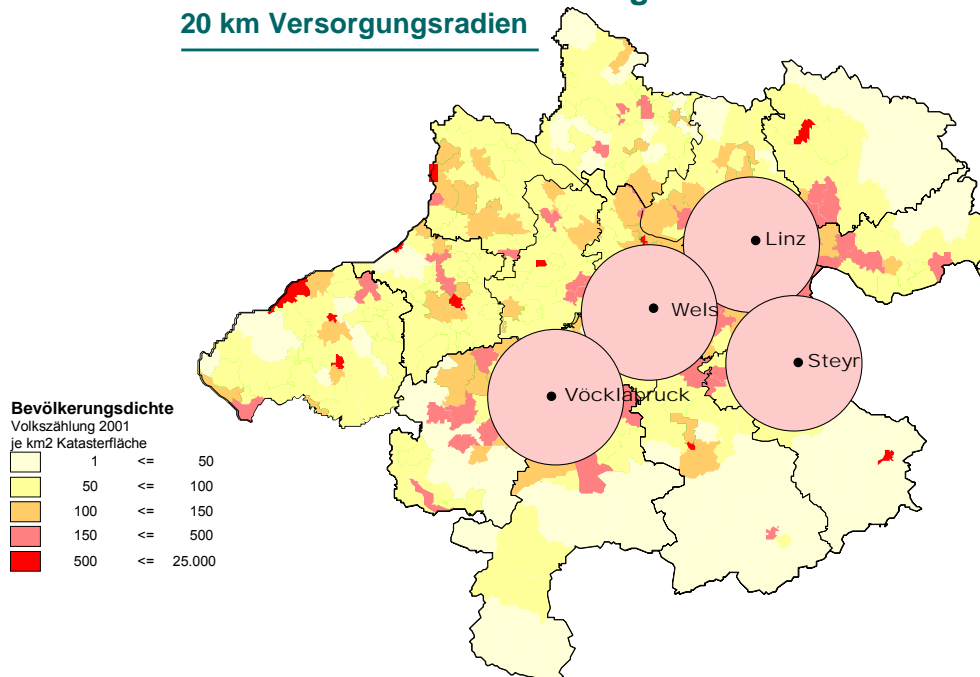 20 km Versorgungsradien
Linz
Wels
Steyr
Vöcklabruck
Bevölkerungsdichte
Volkszählung 2001
je km2 Katasterfläche
1 <= 50
50 <= 100
100 <= 150
150 <= 500
500 <= 25.000